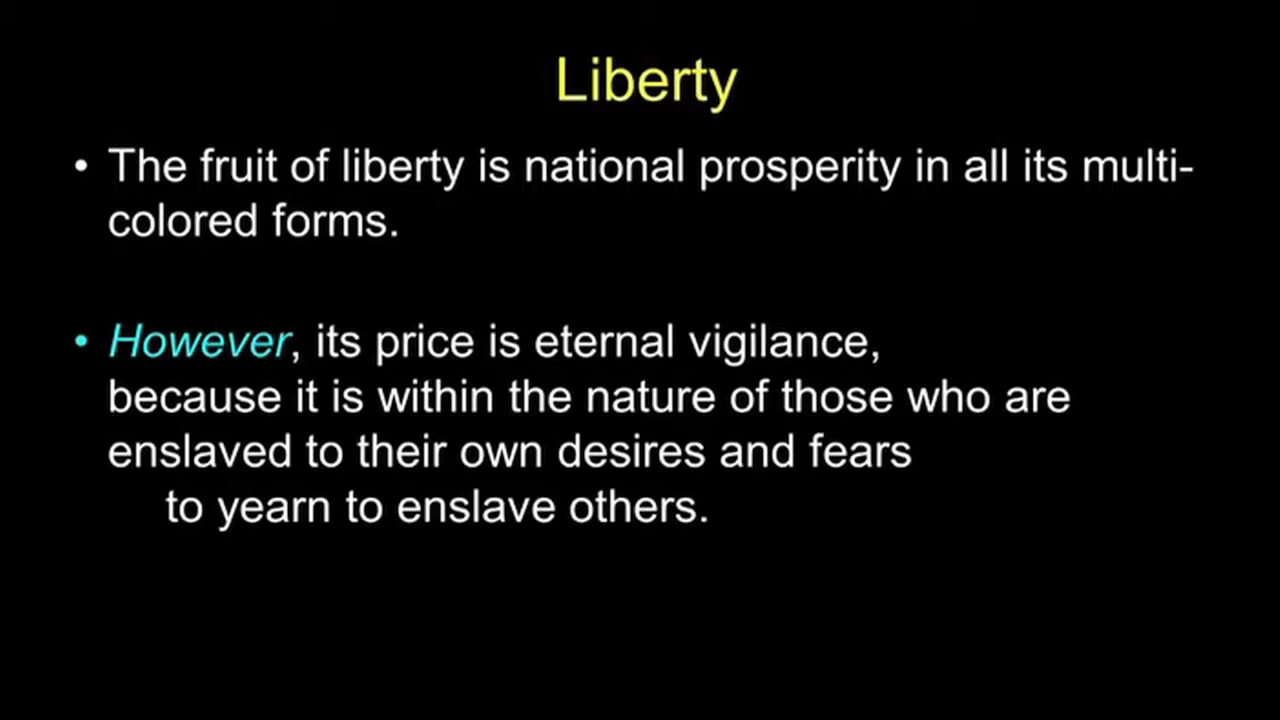 Liberty
• The fruit of liberty is national prosperity in all its multi-
colored forms.
• However, its price is eternal vigilance,
because it is within the nature of those who are
enslaved to their own desires and fears
to yearn to enslave others.